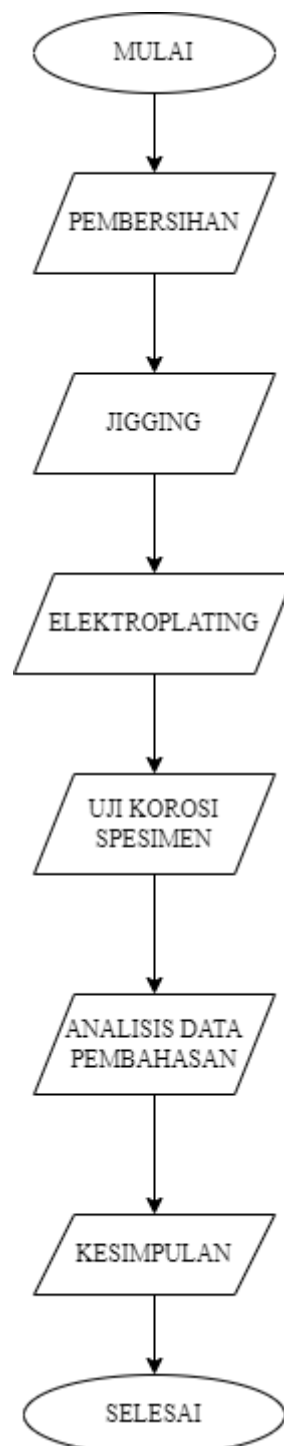 MULAI
PEMBERSIHAN
JIGGING
ELEKTROPLATING
UJI KOROSI
SPESIMEN
ANALISIS DATA
PEMBAHASAN
KESIMPULAN
SELESAI